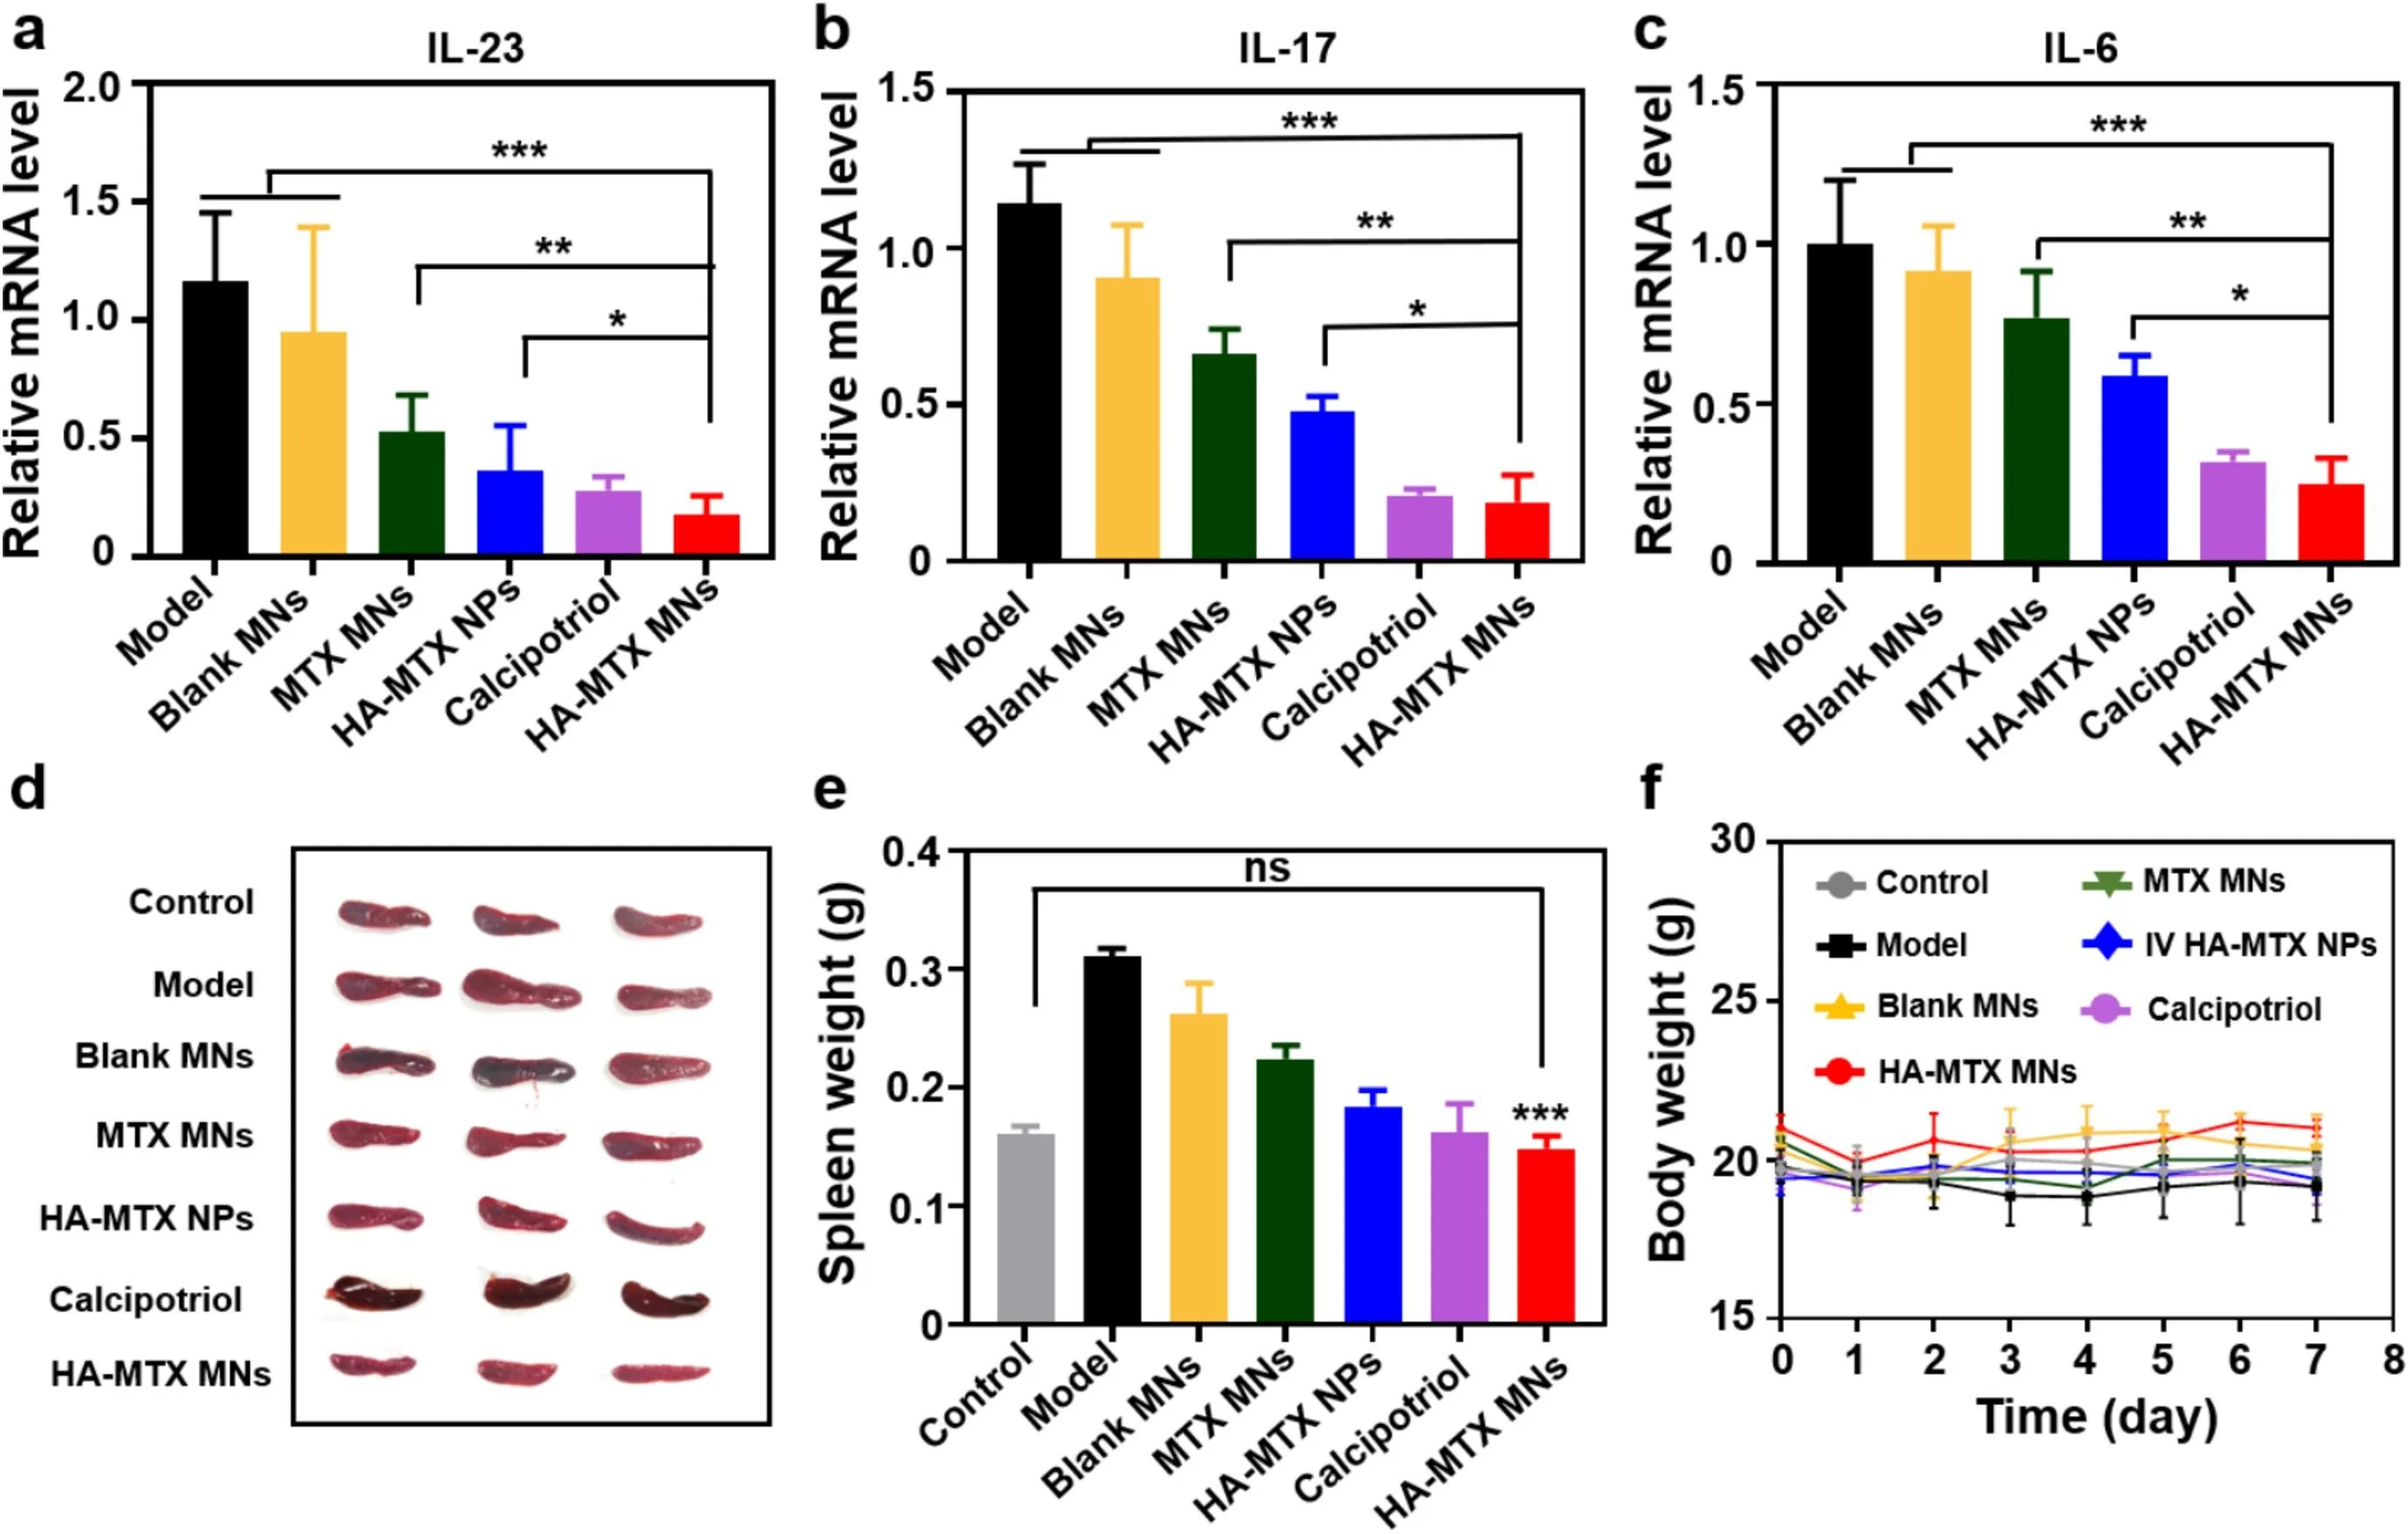 a
IL-23
Relative mRNA level
2.0
1.5
1.0
0.5
0
***
**
*
Model
Blank MNs
MTX MNs
HA-MTX NPs
Calcipotriol
HA-MTX MNs
b
IL-17
Relative mRNA level
1.5
1.0
0.5
0
***
**
*
Model
Blank MNs
MTX MNs
HA-MTX NPs
Calcipotriol
HA-MTX MNs
c
IL-6
Relative mRNA level
1.5
1.0
0.5
0
***
**
*
Model
Blank MNs
MTX MNs
HA-MTX NPs
Calcipotriol
HA-MTX MNs
d
Control
Model
Blank MNs
MTX MNs
HA-MTX NPs
Calcipotriol
HA-MTX MNs
e
Spleen weight (g)
0.4
0.3
0.2
0.1
0
ns
***
Control
Model
Blank MNs
MTX MNs
HA-MTX NPs
Calcipotriol
HA-MTX MNs
f
Body weight (g)
30
25
20
15
Control
Model
Blank MNs
HA-MTX MNs
MTX MNs
IV HA-MTX NPs
Calcipotriol
0 1 2 3 4 5 6 7 8
Time (day)